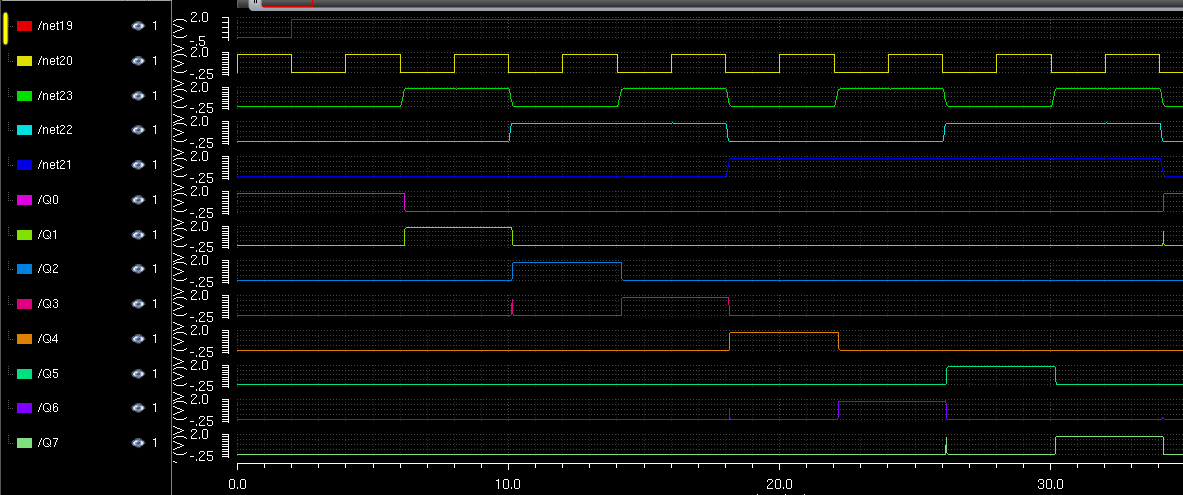 /net19 1 (V) 2.0 -.5
/net20 1 (V) 2.0 -.25
/net23 1 (V) 2.0 -.25
/net22 1 (V) 2.0 -.25
/net21 1 (V) 2.0 -.25
/Q0 1 (V) 2.0 -.25
/Q1 1 (V) 2.0 -.25
/Q2 1 (V) 2.0 -.25
/Q3 1 (V) 2.0 -.25
/Q4 1 (V) 2.0 -.25
/Q5 1 (V) 2.0 -.25
/Q6 1 (V) 2.0 -.25
/Q7 1 (V) 2.0 -.25
0.0 10.0 20.0 30.0